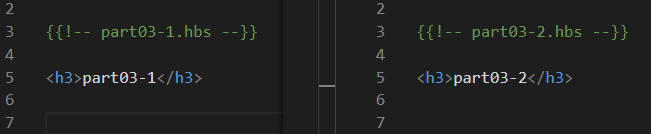 2
3 {{!-- part03-1.hbs --}}
4
5 <h3>part03-1</h3>
6
7
2
3 {{!-- part03-2.hbs --}}
4
5 <h3>part03-2</h3>
6
7